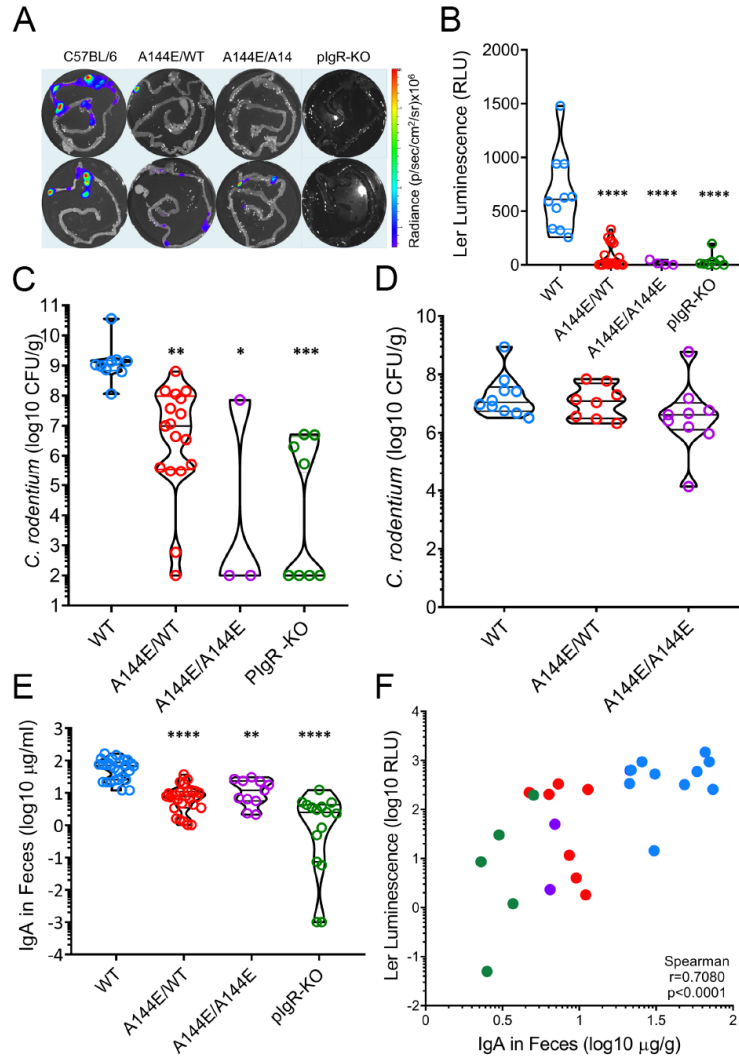 A
C57BL/6 A144E/WT A144E/A14 pIgR-KO
Radiance (p/sec/cm²/sr)x10⁶
B
Ler Luminescence (RLU)
2000
1500
1000
500
0
**** **** ****
WT A144E/WT A144E/A144E pIgR-KO
C
C. rodentium (log10 CFU/g)
11
10
9
8
7
6
5
4
3
2
1
** * ***
WT A144E/WT A144E/A144E PIgR -KO
D
C. rodentium (log10 CFU/g)
10
8
6
4
2
0
WT A144E/WT A144E/A144E
E
IgA in Feces (log10 µg/ml)
3
2
1
0
-1
-2
-3
-4
**** ** ****
WT A144E/WT A144E/A144E pIgR-KO
F
Ler Luminescence (log10 RLU)
4
3
2
1
0
-1
-2
Spearman
r=0.7080
p<0.0001
0 0.5 1 1.5 2
IgA in Feces (log10 µg/g)